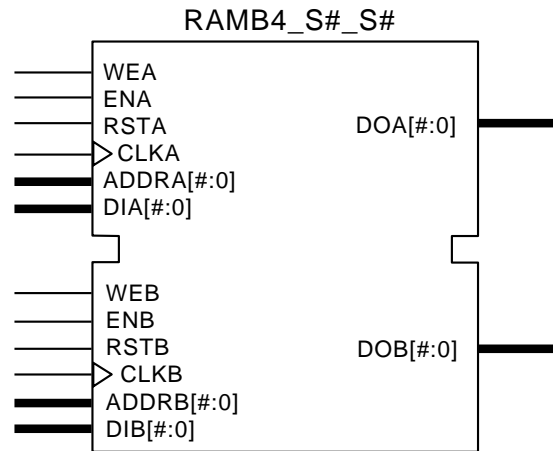 RAMB4_S#_S#
WEA
ENA
RSTA
DOA[#:0]
CLKA
ADDRA[#:0]
DIA[#:0]
WEB
ENB
RSTB
DOB[#:0]
CLKB
ADDRB[#:0]
DIB[#:0]